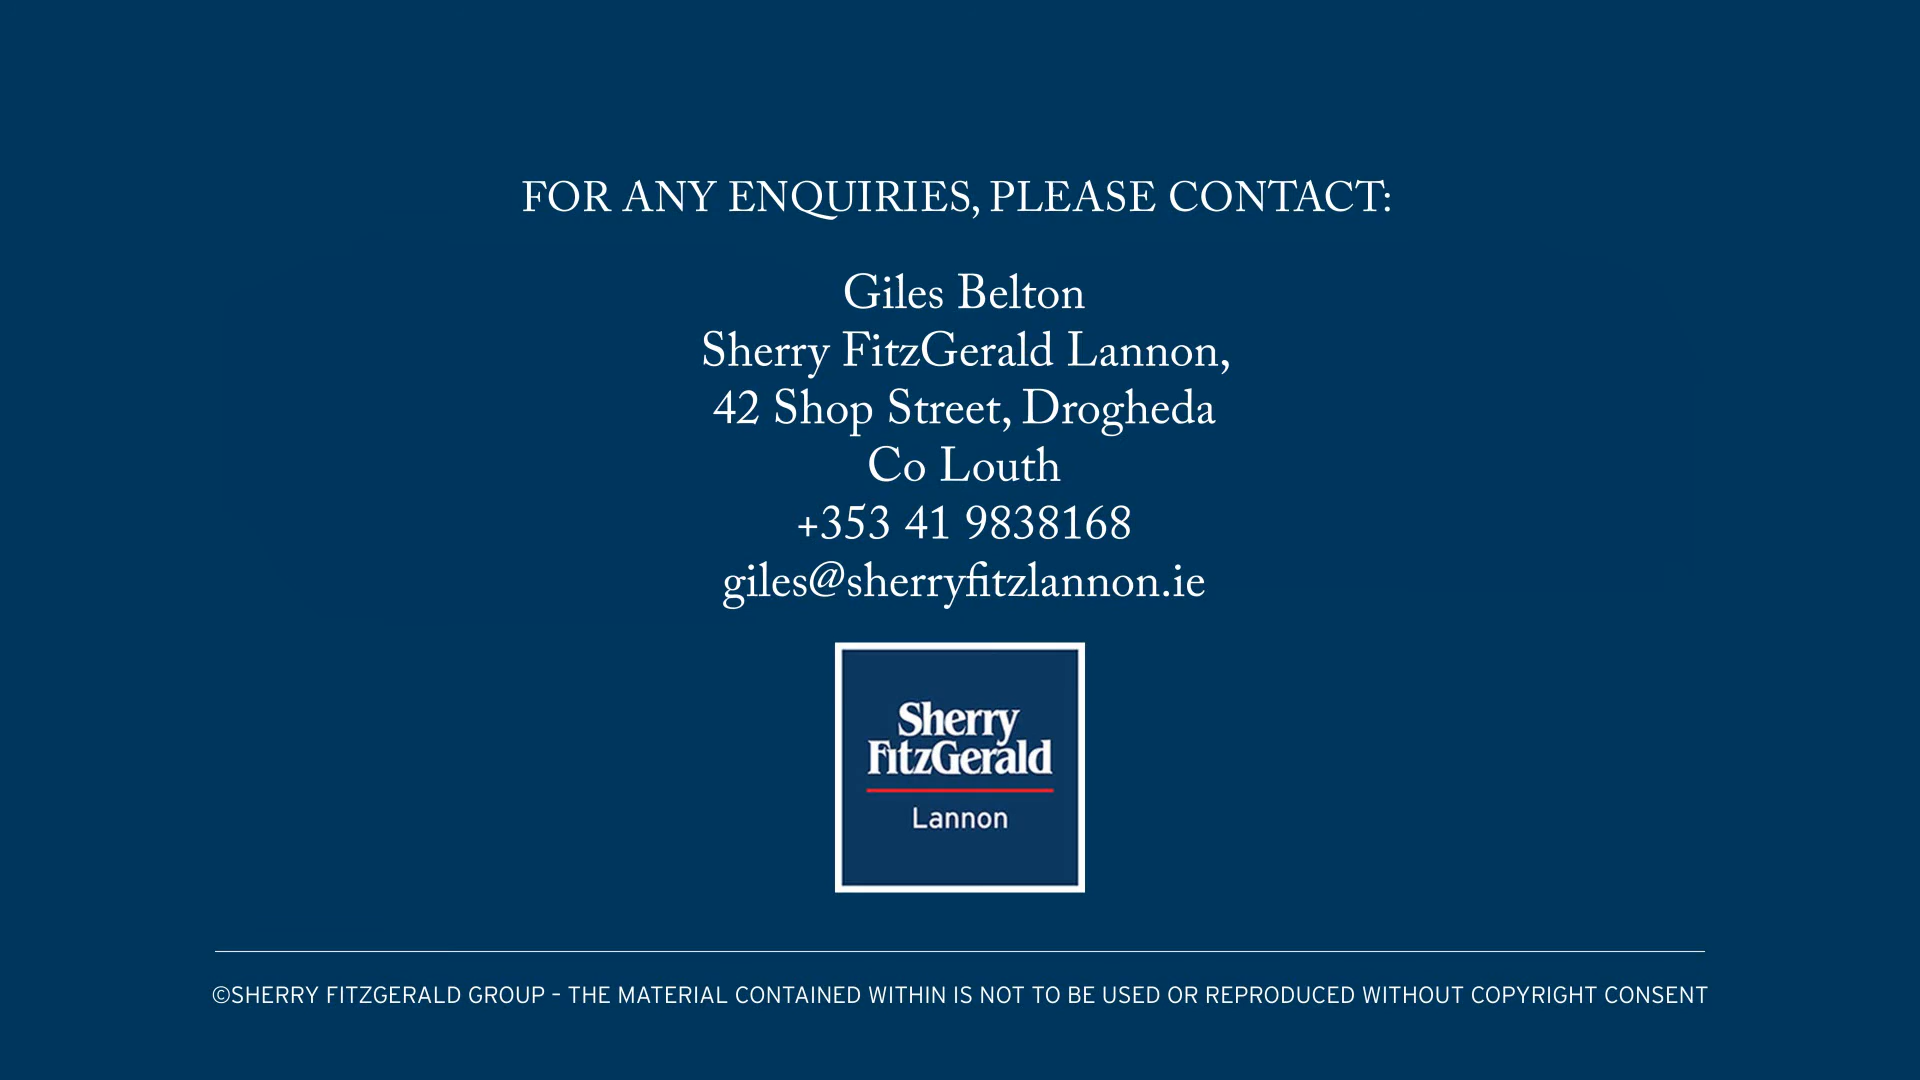 FOR ANY ENQUIRIES, PLEASE CONTACT:
Giles Belton
Sherry FitzGerald Lannon,
42 Shop Street, Drogheda
Co Louth
+353 41 9838168
giles@sherryfitzlannon.ie
Sherry
FitzGerald
Lannon
©SHERRY FITZGERALD GROUP - THE MATERIAL CONTAINED WITHIN IS NOT TO BE USED OR REPRODUCED WITHOUT COPYRIGHT CONSENT